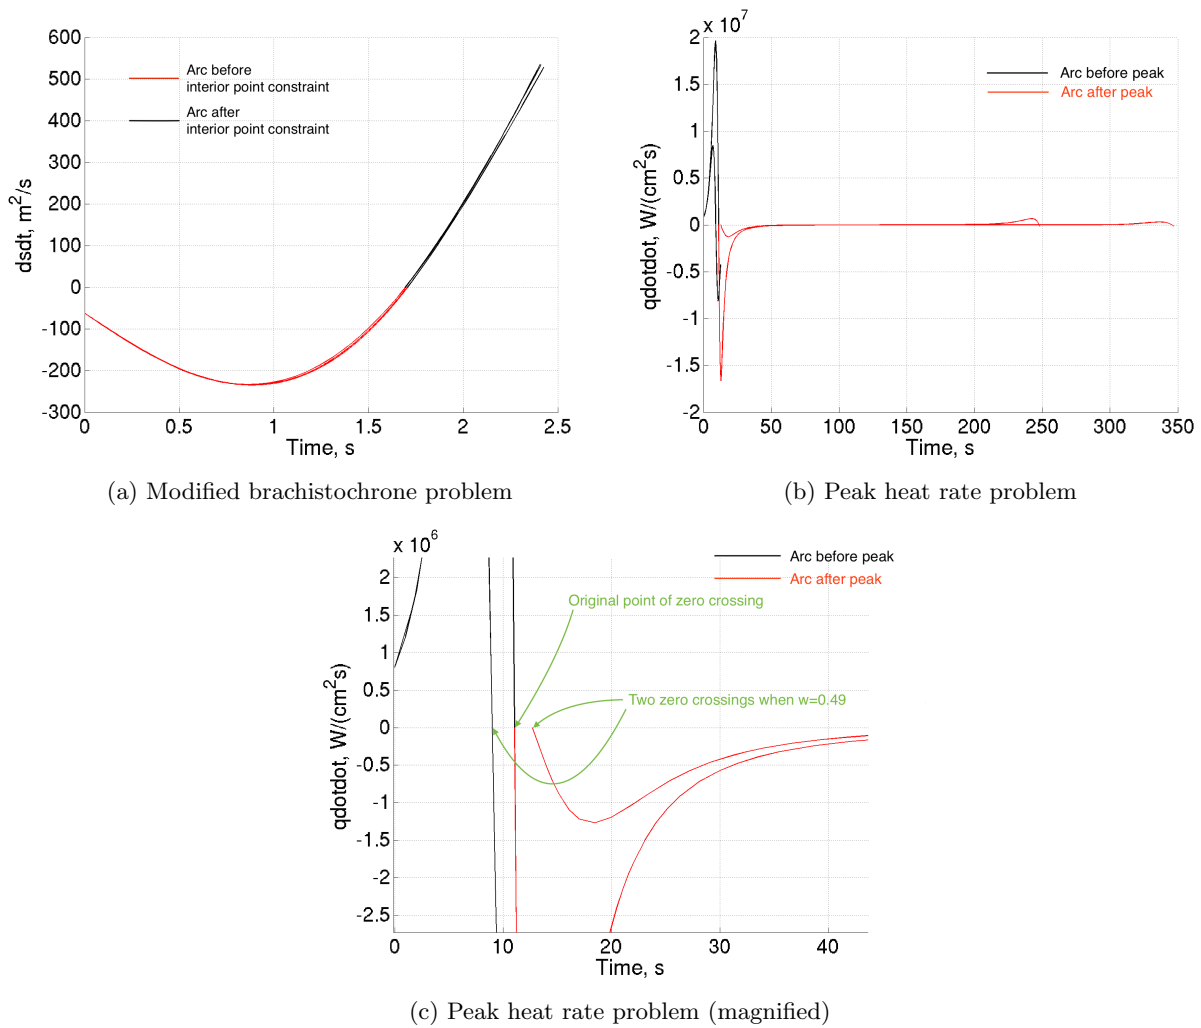 600
500
400
300
200
100
0
-100
-200
-300
dsdt, m²/s
0 0.5 1 1.5 2 2.5
Time, s
Arc before
interior point constraint
Arc after
interior point constraint
(a) Modified brachistochrone problem
x 10⁷
2
1.5
1
0.5
0
-0.5
-1
-1.5
-2
qdotdot, W/(cm²s)
0 50 100 150 200 250 300 350
Time, s
Arc before peak
Arc after peak
(b) Peak heat rate problem
x 10⁶
2
1.5
1
0.5
0
-0.5
-1
-1.5
-2
-2.5
qdotdot, W/(cm²s)
0 10 20 30 40
Time, s
Arc before peak
Arc after peak
Original point of zero crossing
Two zero crossings when w=0.49
(c) Peak heat rate problem (magnified)